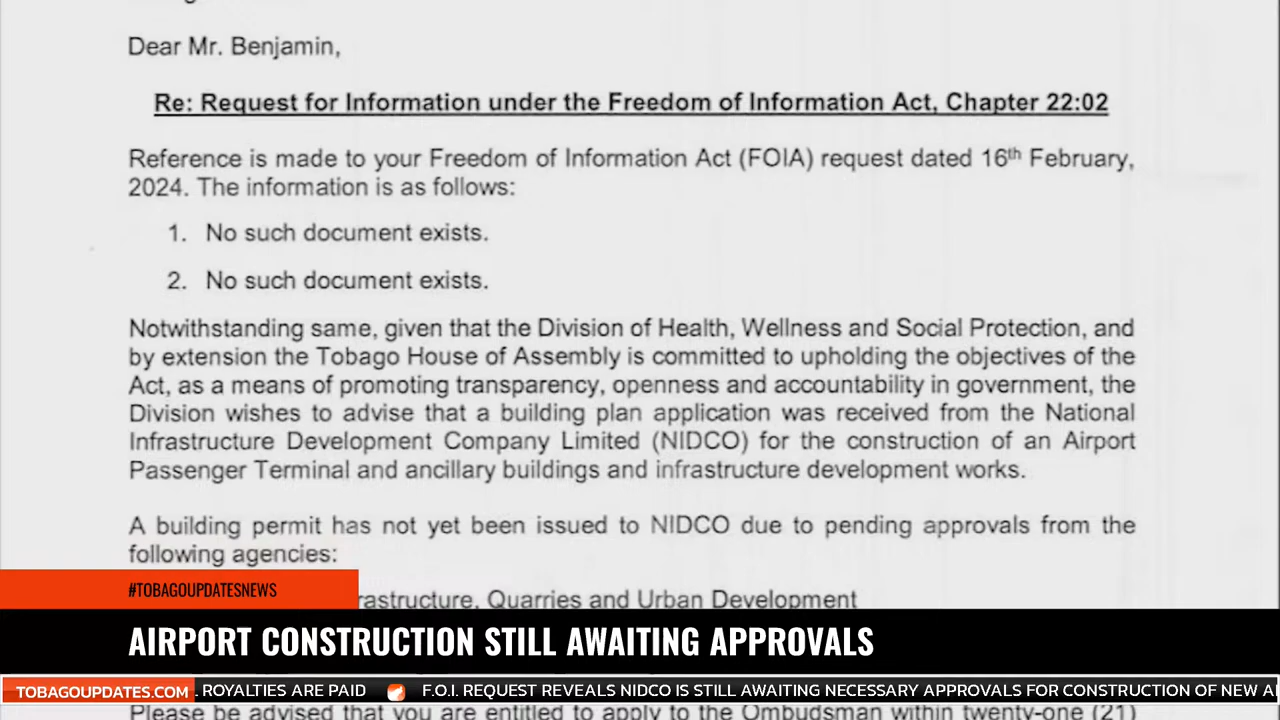 Dear Mr. Benjamin,
Re: Request for Information under the Freedom of Information Act, Chapter 22:02
Reference is made to your Freedom of Information Act (FOIA) request dated 16th February,
2024. The information is as follows:
1. No such document exists.
2. No such document exists.
Notwithstanding same, given that the Division of Health, Wellness and Social Protection, and
by extension the Tobago House of Assembly is committed to upholding the objectives of the
Act, as a means of promoting transparency, openness and accountability in government, the
Division wishes to advise that a building plan application was received from the National
Infrastructure Development Company Limited (NIDCO) for the construction of an Airport
Passenger Terminal and ancillary buildings and infrastructure development works.
A building permit has not yet been issued to NIDCO due to pending approvals from the
following agencies:
#TOBAGOUPDATESNEWS
rastructure, Quarries and Urban Development
AIRPORT CONSTRUCTION STILL AWAITING APPROVALS
TOBAGOUPDATES.COM
. ROYALTIES ARE PAID F.O.I. REQUEST REVEALS NIDCO IS STILL AWAITING NECESSARY APPROVALS FOR CONSTRUCTION OF NEW
Please be advised that you are entitled to apply to the Ombudsman within twenty-one (21)